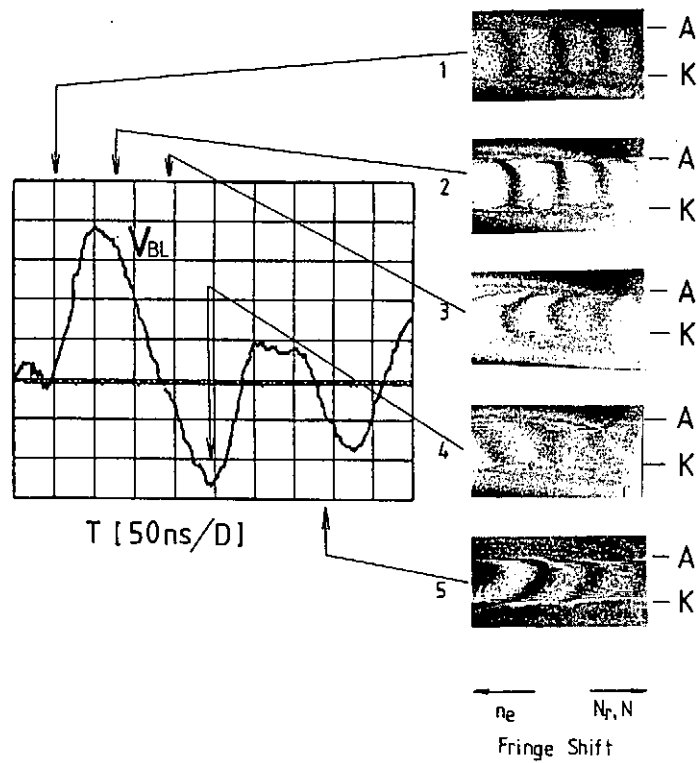 A
1
K
A
2
K
V_BL
A
3
K
A
4
K
T [50ns/D]
A
5
K
n_e N_r, N
Fringe Shift